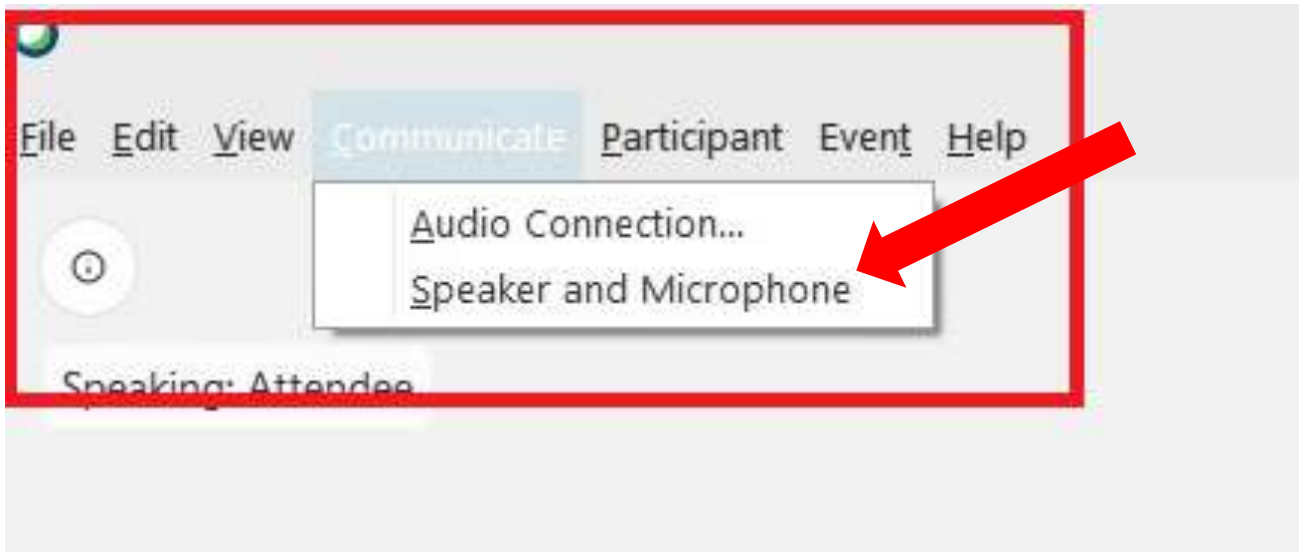 File Edit View Communicate Participant Event Help
Audio Connection...
Speaker and Microphone
Speaking: Attendee